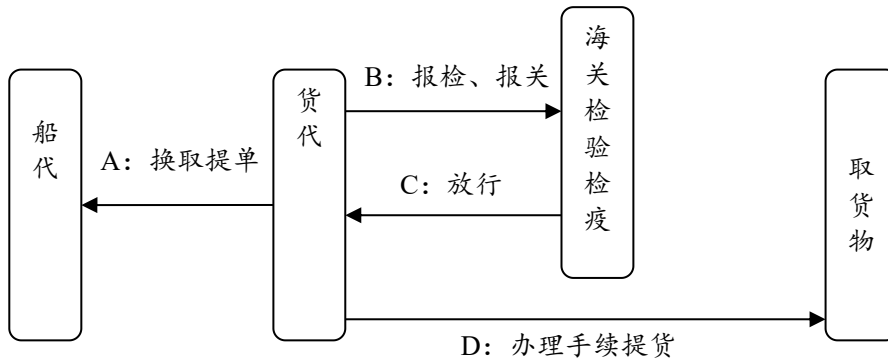 船代
A：换取提单
货代
B：报检、报关
C：放行
海关检验检疫
D：办理手续提货
取货物